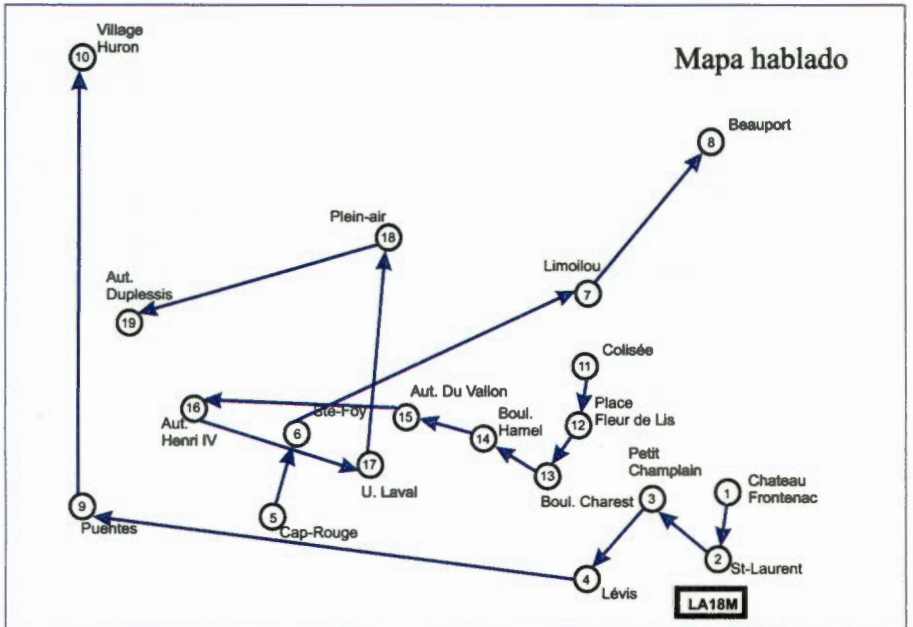 Village
Huron
10
Mapa hablado
Beauport
8
Plein-air
18
Limoilou
7
Aut.
Duplessis
19
Colisée
11
Aut. Du Vallon
15
Place
Fleur de Lis
12
16
Aut.
Henri IV
Ste-Foy
6
Boul.
Hamel
14
Petit
Champlain
3
17
U. Laval
13
Boul. Charest
Chateau
Frontenac
1
9
Puentes
5
Cap-Rouge
2
St-Laurent
4
Lévis
LA18M